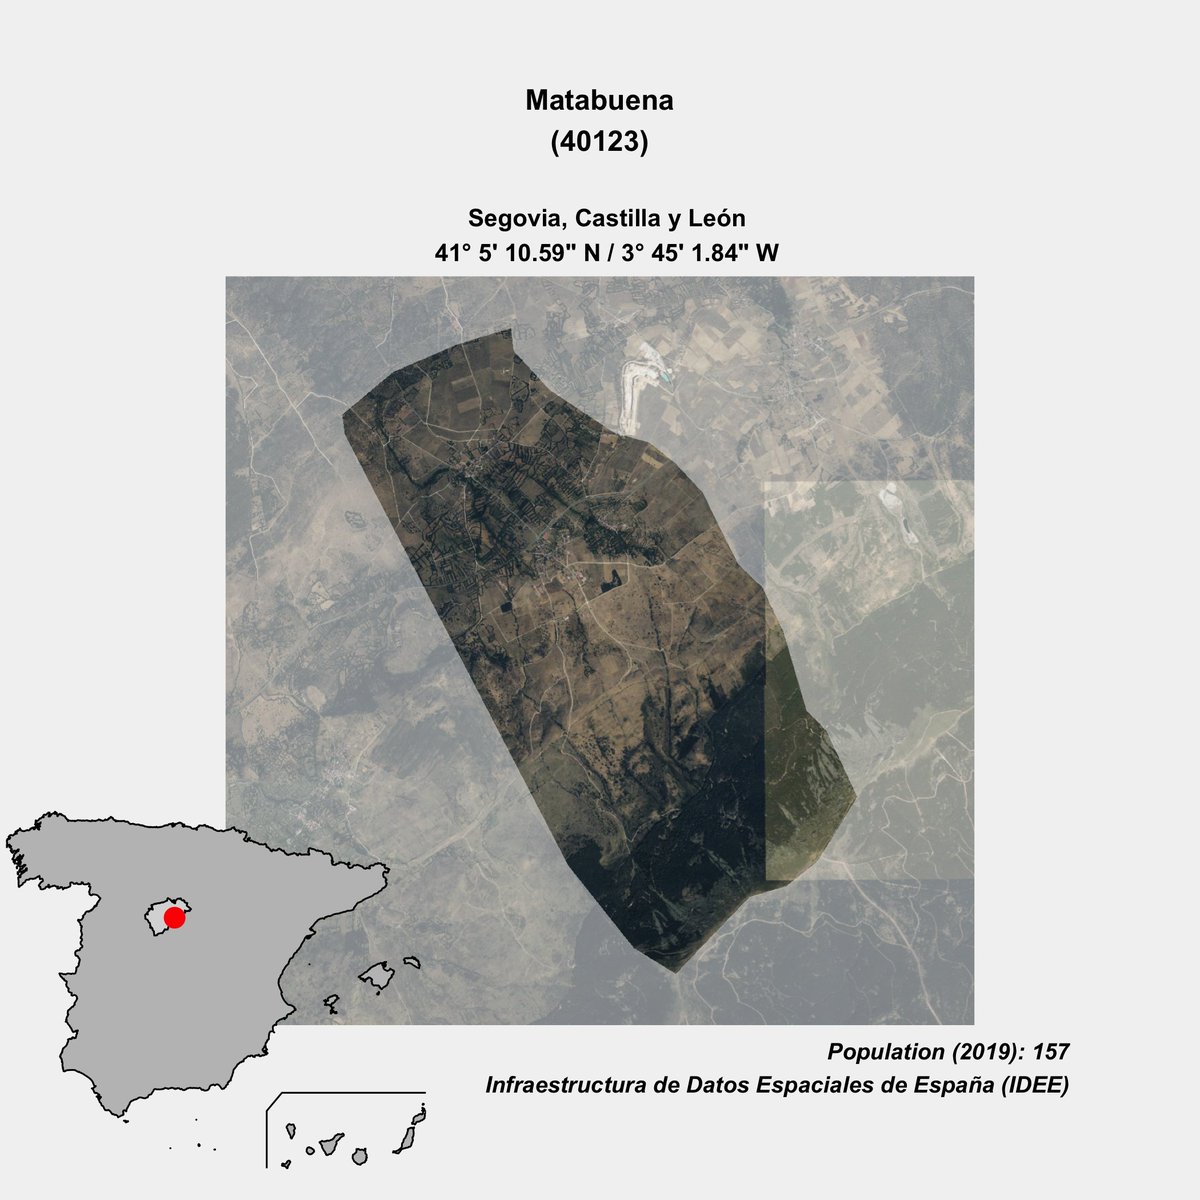 Matabuena
(40123)
Segovia, Castilla y León
41° 5' 10.59" N / 3° 45' 1.84" W
Population (2019): 157
Infraestructura de Datos Espaciales de España (IDEE)